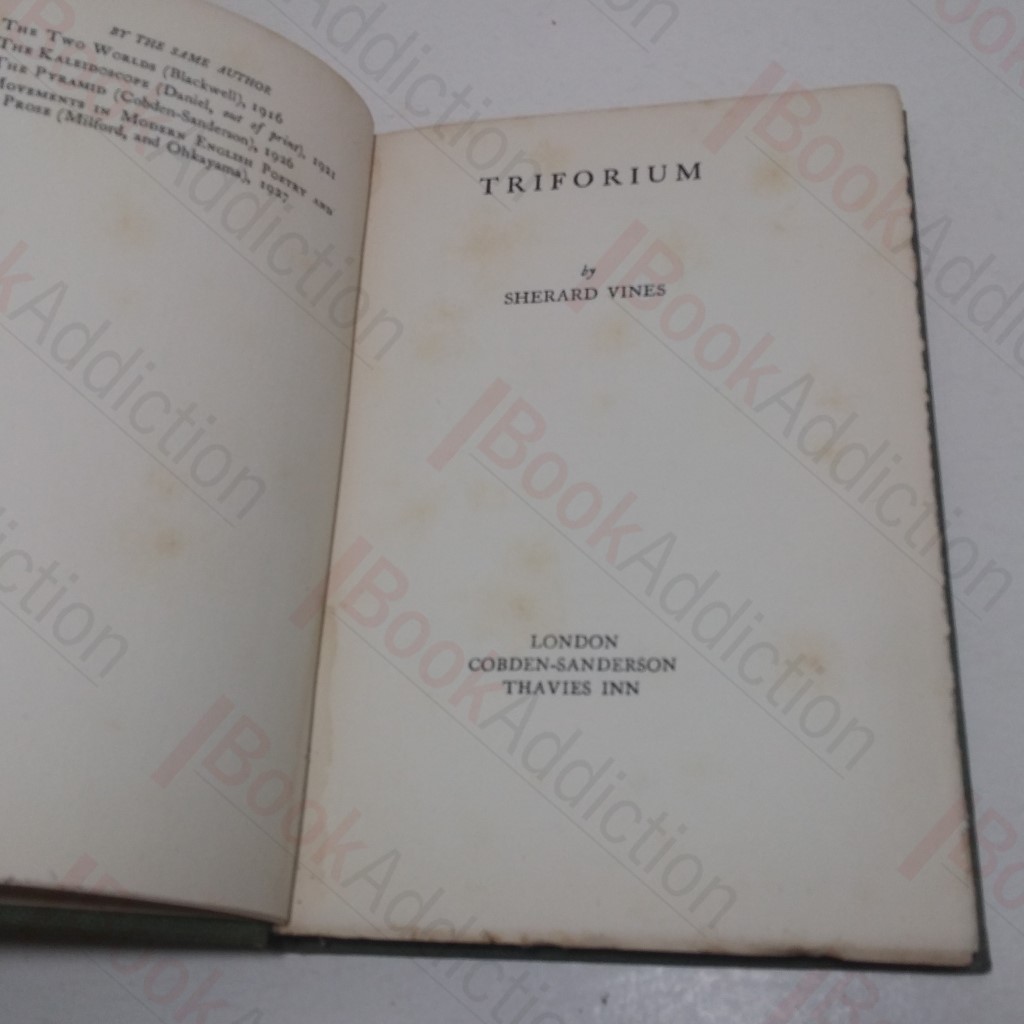 BY THE SAME AUTHOR
THE TWO WORLDS (Blackwell), 1916
THE KALEIDOSCOPE (Daniel, out of print), 1921
THE PYRAMID (Cobden-Sanderson), 1926
MOVEMENTS IN MODERN ENGLISH POETRY AND
PROSE (Milford, and Ohkayama), 1927
TRIFORIUM
by
SHERARD VINES
LONDON
COBDEN-SANDERSON
THAVIES INN
BookAddiction